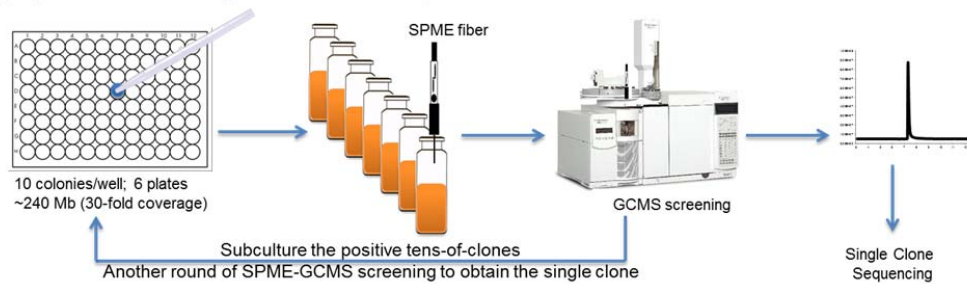 SPME fiber
10 colonies/well; 6 plates
~240 Mb (30-fold coverage)
GCMS screening
Subculture the positive tens-of-clones
Another round of SPME-GCMS screening to obtain the single clone
Single Clone
Sequencing